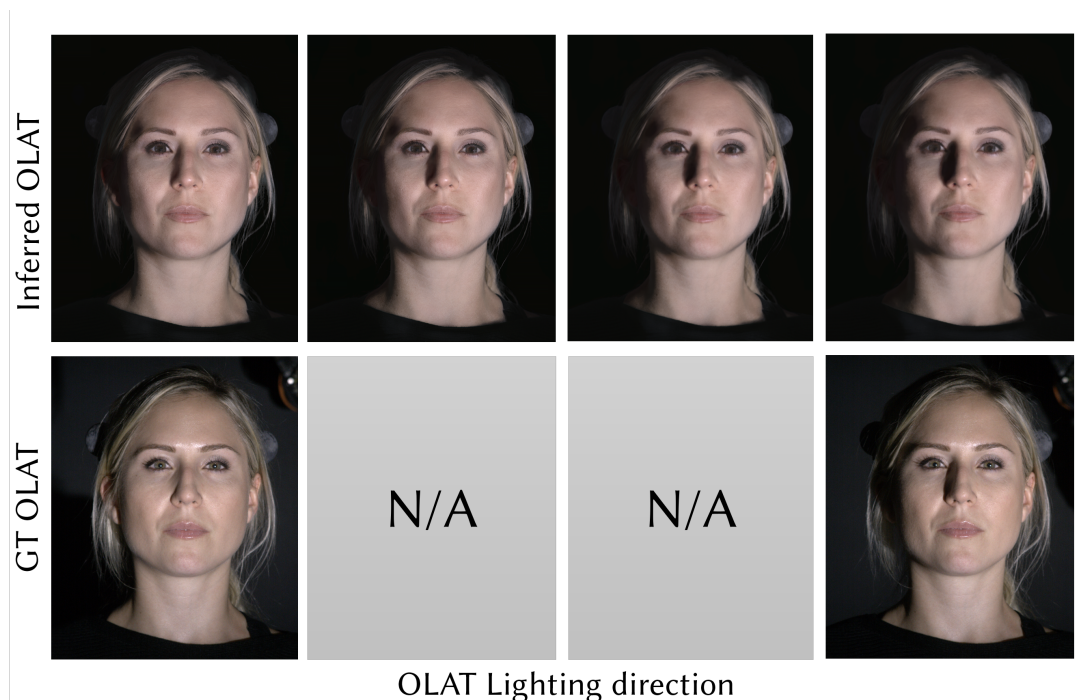 Inferred OLAT
GT OLAT
N/A
N/A
OLAT Lighting direction